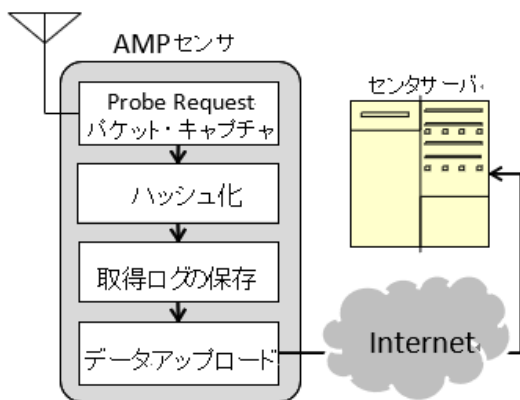 AMPセンサ
Probe Request
パケット・キャプチャ
ハッシュ化
取得ログの保存
データアップロード
センタサーバ
Internet